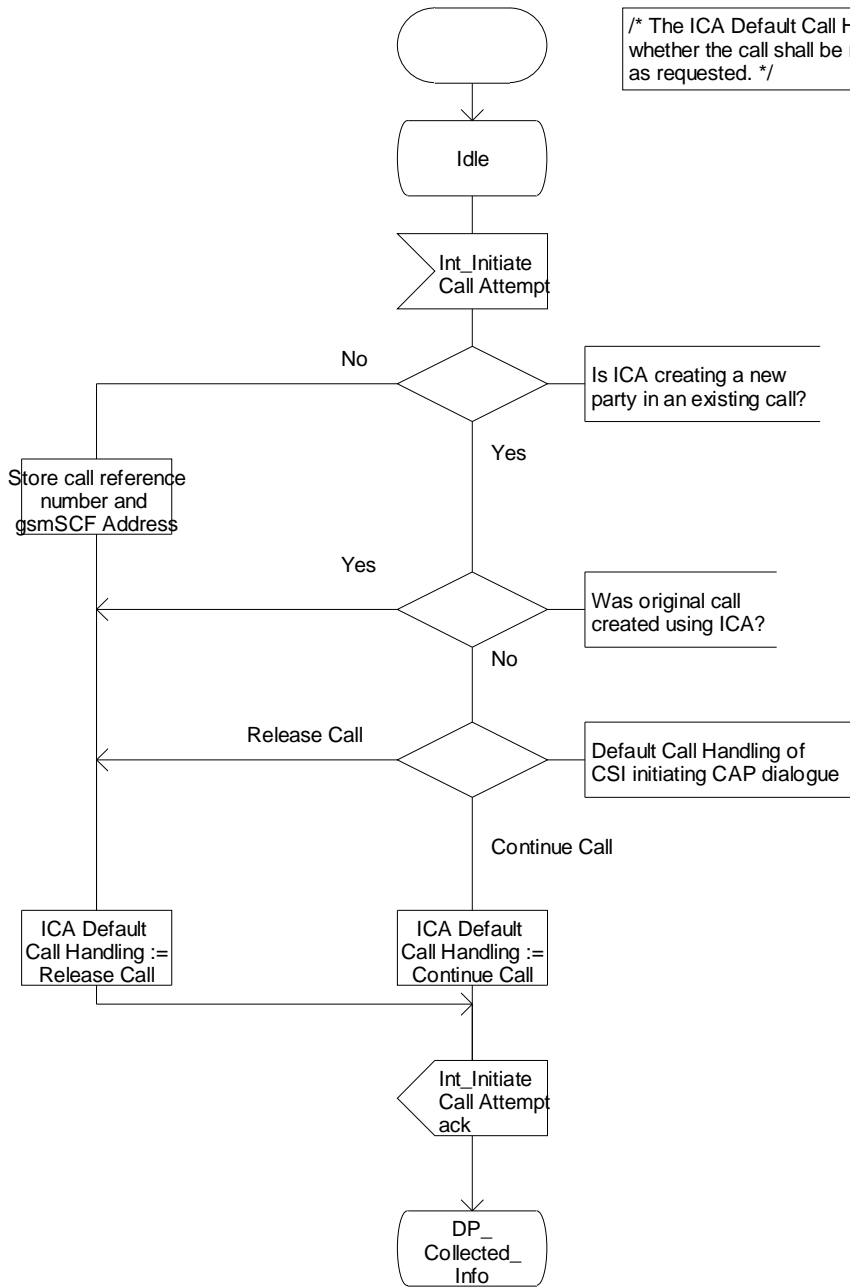 /* The ICA Default Call
whether the call shall be
as requested. */
Idle
Int_Initiate
Call Attempt
No
Is ICA creating a new
party in an existing call?
Yes
Store call reference
number and
gsmSCF Address
Yes
Was original call
created using ICA?
No
Release Call
Default Call Handling of
CSI initiating CAP dialogue
Continue Call
ICA Default
Call Handling :=
Release Call
ICA Default
Call Handling :=
Continue Call
Int_Initiate
Call Attempt
ack
DP_
Collected_
Info